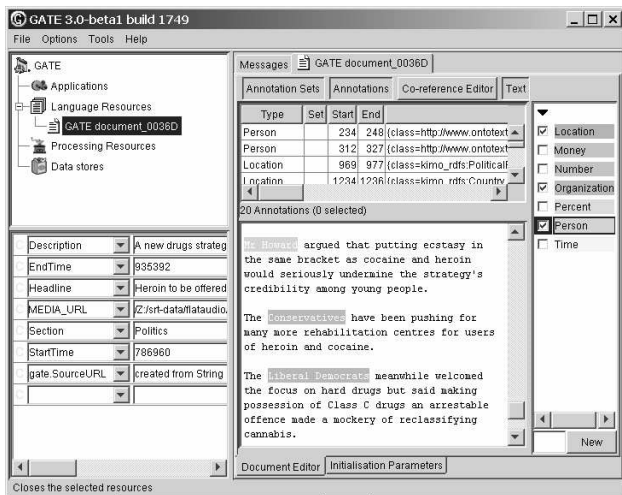 GATE 3.0-beta1 build 1749
File Options Tools Help
GATE
Applications
Language Resources
GATE document_0036D
Processing Resources
Data stores
Description A new drugs strateg
EndTime 935392
Headline Heroin to be offered
MEDIA_URL /Z:/srt-data/flataudio.
Section Politics
StartTime 786960
gate.SourceURL created from String
Messages GATE document_0036D
Annotation Sets Annotations Co-reference Editor Text
Type Set Start End
Person 234 248 {class=http://www.ontotext
Person 312 327 {class=http://www.ontotext
Location 969 977 {class=kimo_rdfs:PoliticalF
Location 1234 1236 {class=kimo_rdfs:Country
20 Annotations (0 selected)
Mr Howard argued that putting ecstasy in
the same bracket as cocaine and heroin
would seriously undermine the strategy's
credibility among young people.
The Conservatives have been pushing for
many more rehabilitation centres for users
of heroin and cocaine.
The Liberal Democrats meanwhile welcomed
the focus on hard drugs but said making
possession of Class C drugs an arrestable
offence made a mockery of reclassifying
cannabis.
Location
Money
Number
Organization
Percent
Person
Time
New
Document Editor Initialisation Parameters
Closes the selected resources